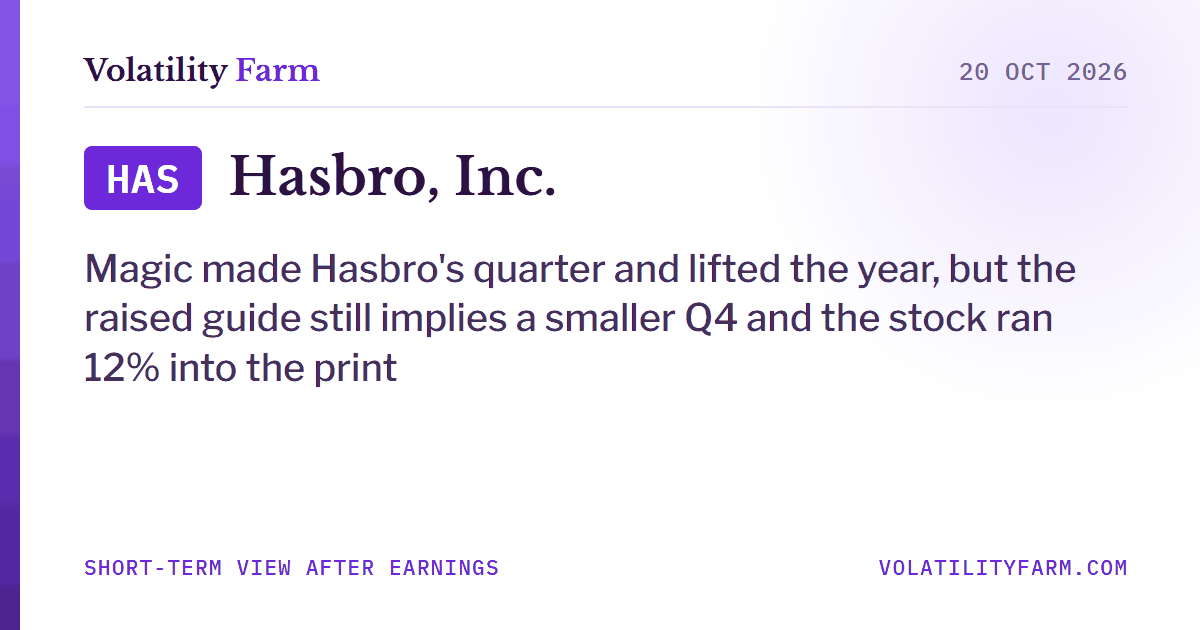 Volatility Farm
20 OCT 2026
HAS
Hasbro, Inc.
Magic made Hasbro's quarter and lifted the year, but the
raised guide still implies a smaller Q4 and the stock ran
12% into the print
SHORT-TERM VIEW AFTER EARNINGS
VOLATILITYFARM.COM